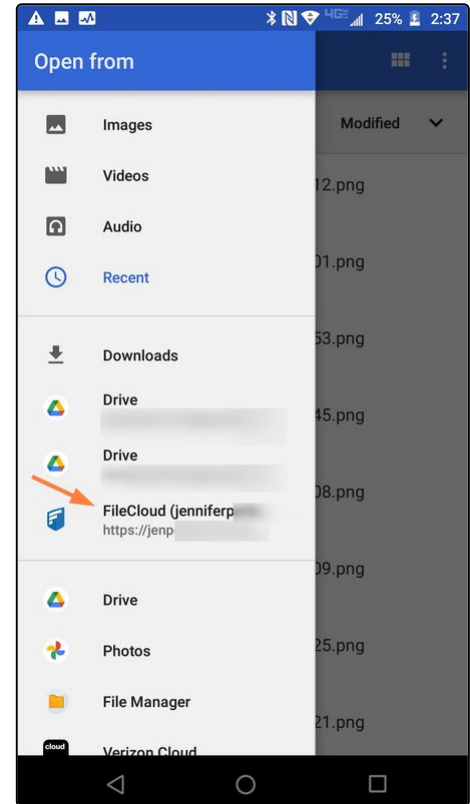 4GE 25% 2:37
Open from
Images
Modified
Videos
12.png
Audio
01.png
Recent
53.png
Downloads
Drive
45.png
Drive
08.png
FileCloud (jenniferp
https://jenp
09.png
Drive
Photos
25.png
File Manager
21.png
cloud
Verizon Cloud